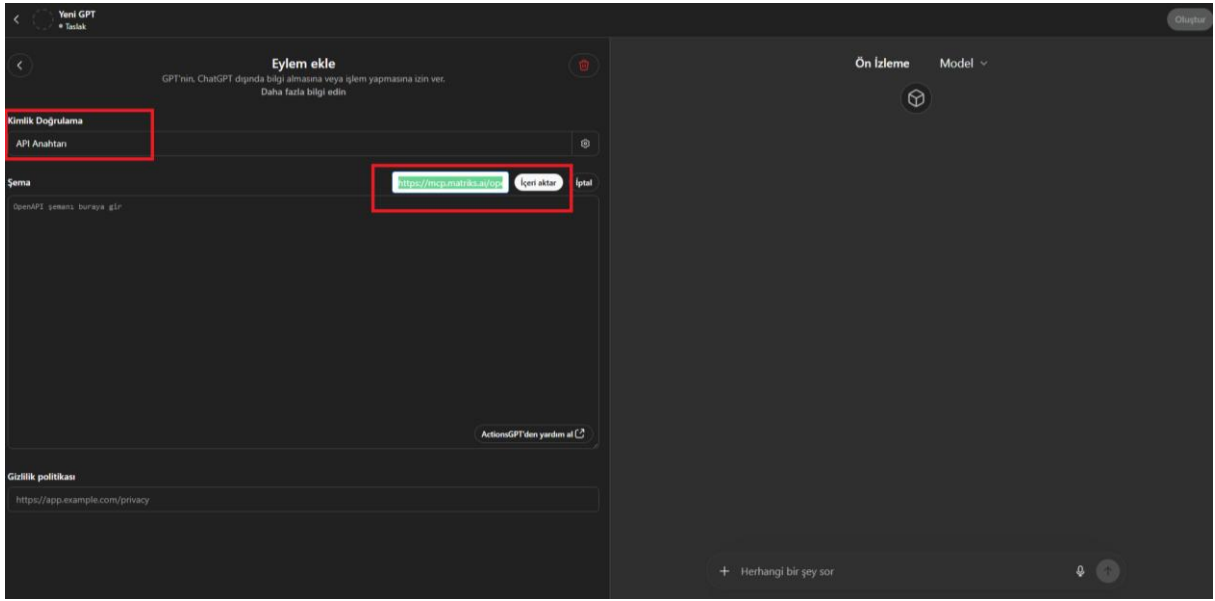 Yeni GPT
• Taslak
Oluştur
Eylem ekle
GPT'nin, ChatGPT dışında bilgi almasına veya işlem yapmasına izin ver.
Daha fazla bilgi edin
Kimlik Doğrulama
API Anahtarı
Şema
https://mcp.matriks.ai/ope
İçeri aktar
İptal
OpenAPI şemanı buraya gir
ActionsGPT'den yardım al
Gizlilik politikası
https://app.example.com/privacy
Ön İzleme
Model
Herhangi bir şey sor